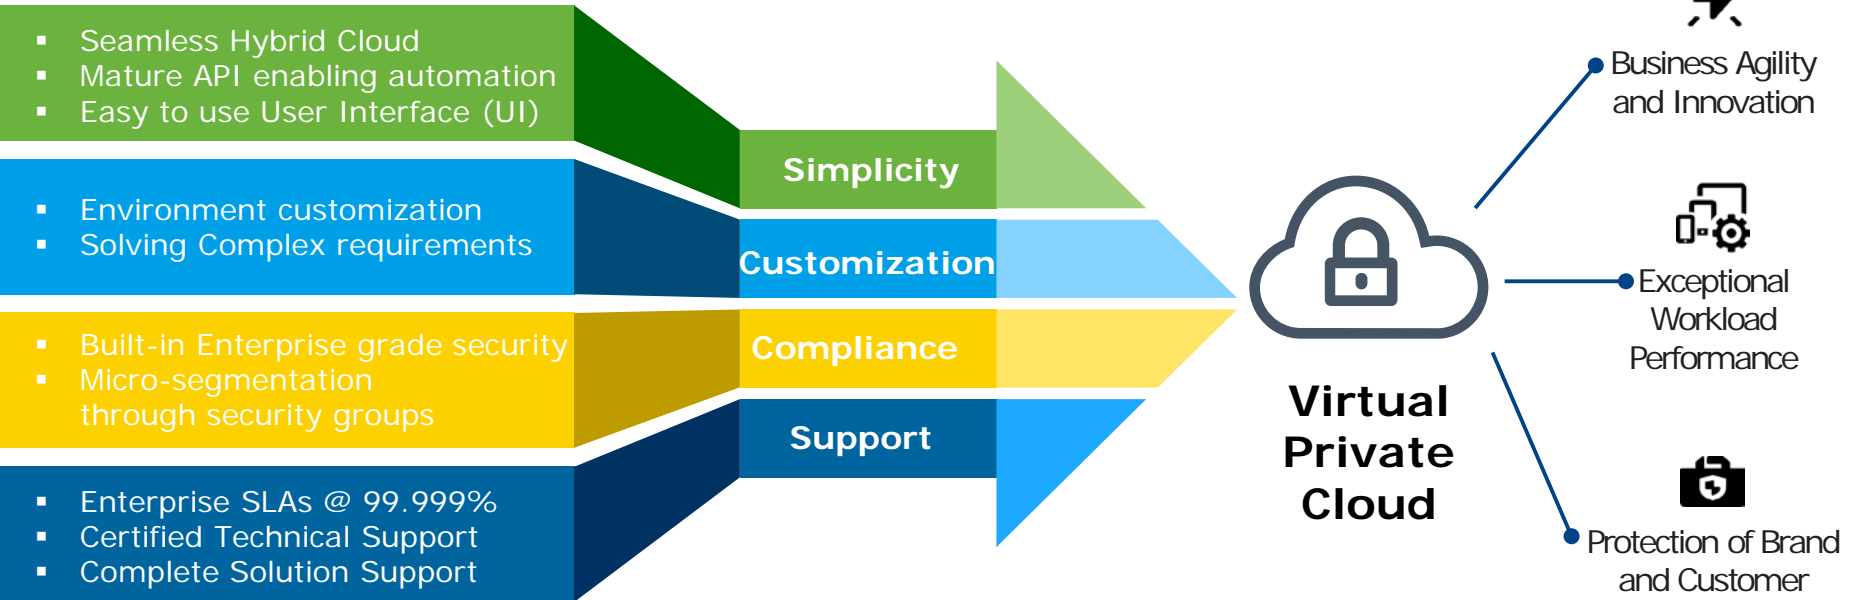 Seamless Hybrid Cloud
Mature API enabling automation
Easy to use User Interface (UI)
Environment customization
Solving Complex requirements
Built-in Enterprise grade security
Micro-segmentation
through security groups
Enterprise SLAs @ 99.999%
Certified Technical Support
Complete Solution Support
Simplicity
Customization
Compliance
Support
Virtual
Private
Cloud
Business Agility
and Innovation
Exceptional
Workload
Performance
Protection of Brand
and Customer